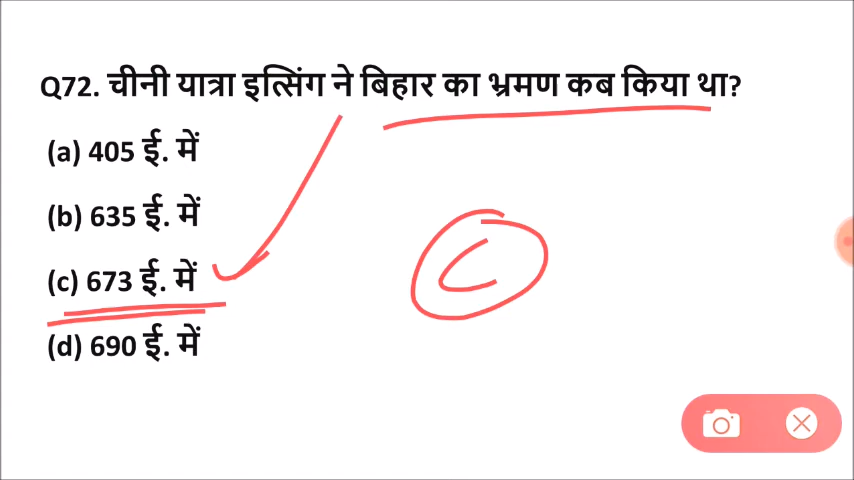 Q72. चीनी यात्रा इत्सिंग ने बिहार का भ्रमण कब किया था?
(a) 405 ई. में
(b) 635 ई. में
(c) 673 ई. में
C
(d) 690 ई. में